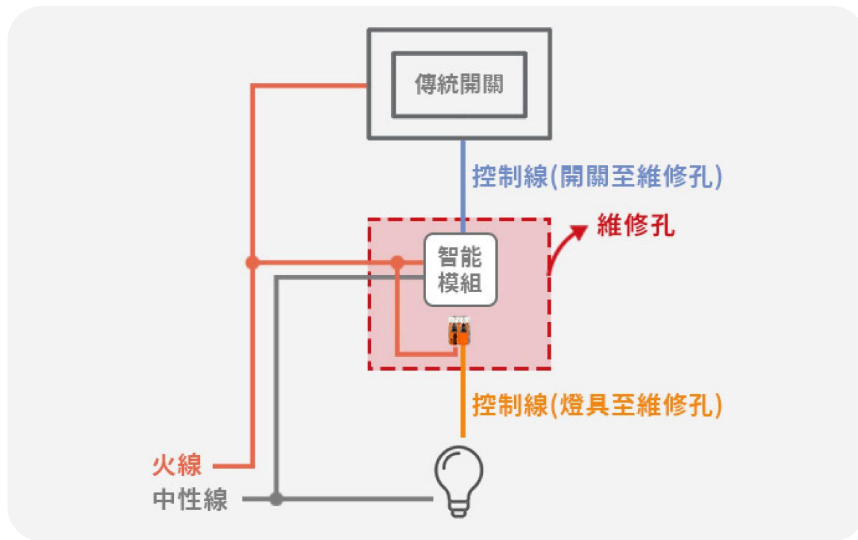 傳統開關
控制線(開關至維修孔)
維修孔
智能
模組
控制線(燈具至維修孔)
火線
中性線